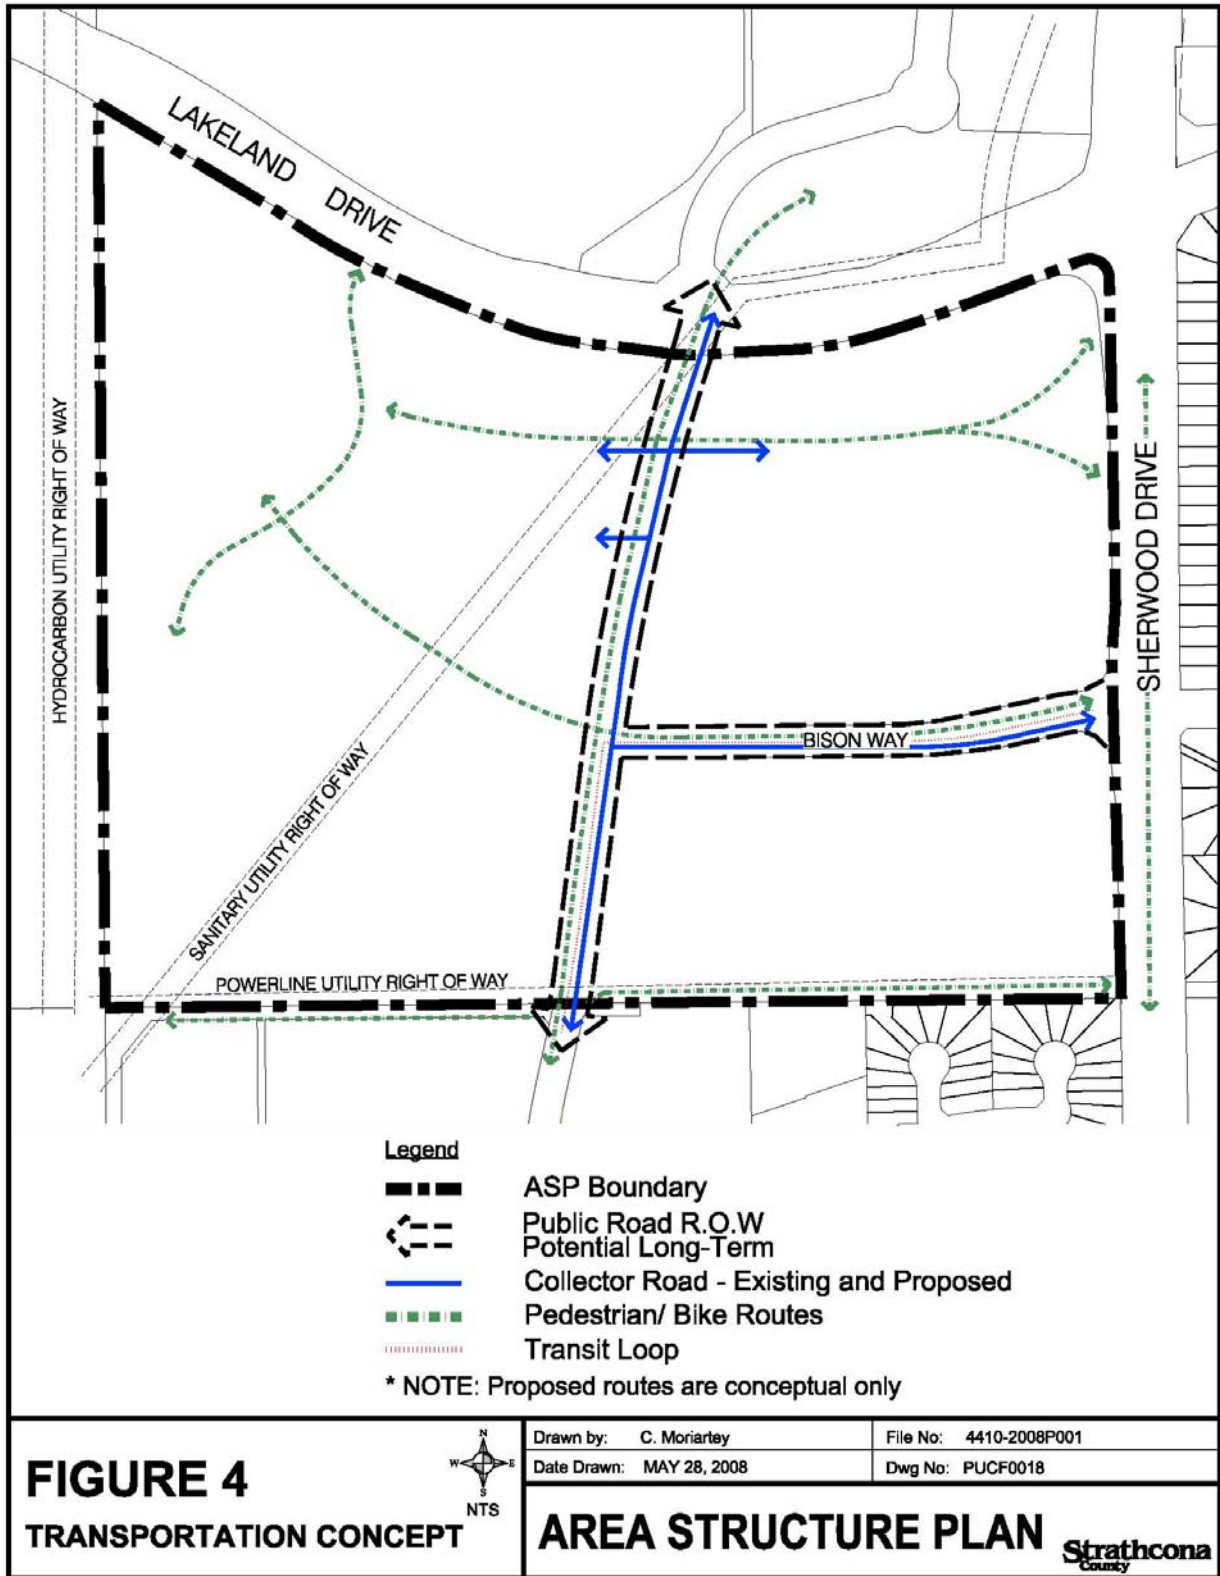 LAKELAND DRIVE
HYDROCARBON UTILITY RIGHT OF WAY
SHERWOOD DRIVE
BISON WAY
SANITARY UTILITY RIGHT OF WAY
POWERLINE UTILITY RIGHT OF WAY
Legend
ASP Boundary
Public Road R.O.W
Potential Long-Term
Collector Road - Existing and Proposed
Pedestrian/ Bike Routes
Transit Loop
* NOTE: Proposed routes are conceptual only
FIGURE 4
TRANSPORTATION CONCEPT
N
W E
S
NTS
Drawn by: C. Moriartey
File No: 4410-2008P001
Date Drawn: MAY 28, 2008
Dwg No: PUCF0018
AREA STRUCTURE PLAN
Strathcona
County